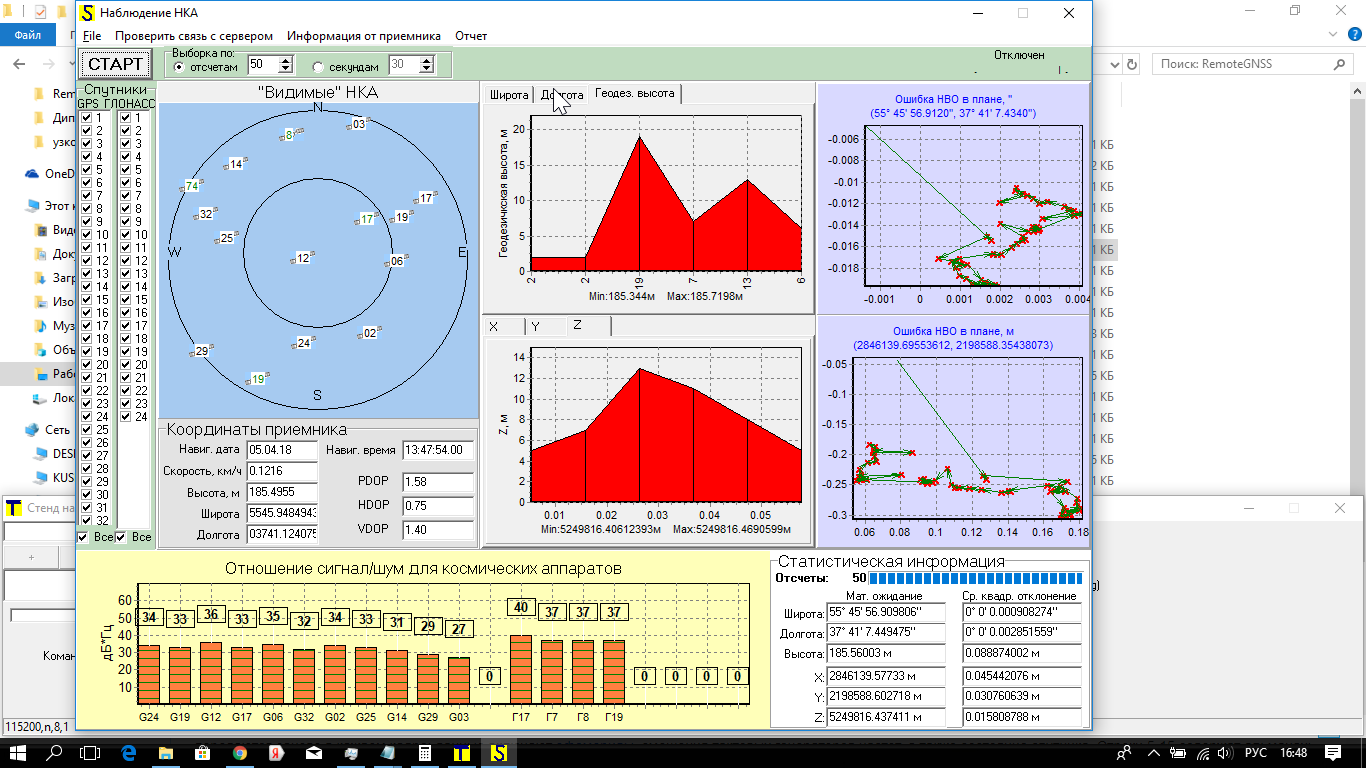 Наблюдение НКА
File Проверить связь с сервером Информация от приемника Отчет
Файл
СТАРТ
Выборка по:
отсчетам 50 секундам 30
Отключен
Поиск: RemoteGNSS
Спутники
GPS ГЛОНАСС
1 1
2 2
3 3
4 4
5 5
6 6
7 7
8 8
9 9
10 10
11 11
12 12
13 13
14 14
15 15
16 16
17 17
18 18
19 19
20 20
21 21
22 22
23 23
24 24
25
26
27
28
29
30
31
32
Все Все
"Видимые" НКА
N
03
8
14
74
17
32
17
19
25
W
E
12
06
02
24
29
19
S
Координаты приемника
Навиг. дата 05.04.18 Навиг. время 13:47:54.00
Скорость, км/ч 0.1216
PDOP 1.58
Высота, м 185.4955
HDOP 0.75
Широта 5545.9484943
VDOP 1.40
Долгота 03741.124075
Широта Долгота Геодез. высота
Геодезичкская высота, м
20
15
10
5
0
2 2 19 7 13 6
Min:185.344м Max:185.7198м
X Y Z
Z, м
14
12
10
8
6
4
2
0
0.01 0.02 0.03 0.04 0.05
Min:5249816.40612393м Max:5249816.4690599м
Ошибка НВО в плане, "
(55° 45' 56.9120", 37° 41' 7.4340")
-0.006
-0.008
-0.01
-0.012
-0.014
-0.016
-0.018
-0.001 0 0.001 0.002 0.003 0.004
Ошибка НВО в плане, м
(2846139.69553612, 2198588.35438073)
-0.05
-0.1
-0.15
-0.2
-0.25
-0.3
0.06 0.08 0.1 0.12 0.14 0.16 0.18
Отношение сигнал/шум для космических аппаратов
дБ*Гц
60
50
40
30
20
10
34 33 36 33 35 32 34 33 31 29 27 0 40 37 37 37 0 0 0 0
G24 G19 G12 G17 G06 G32 G02 G25 G14 G29 G03 Г17 Г7 Г8 Г19
Статистическая информация
Отсчеты: 50
Мат. ожидание Ср. квадр. отклонение
Широта: 55° 45' 56.909806" 0° 0' 0.000908274"
Долгота: 37° 41' 7.449475" 0° 0' 0.002851559"
Высота: 185.56003 м 0.088874002 м
X: 2846139.57733 м 0.045442076 м
Y: 2198588.602718 м 0.030760639 м
Z: 5249816.437411 м 0.015808788 м
Rem
Дип
узко
OneD
Этот к
Виде
Доку
Загр
Изо
Муз
Объ
Рабо
Лока
Сеть
DESK
KUS
Стенд на
+
Коман
115200,n,8,1
РУС 16:48